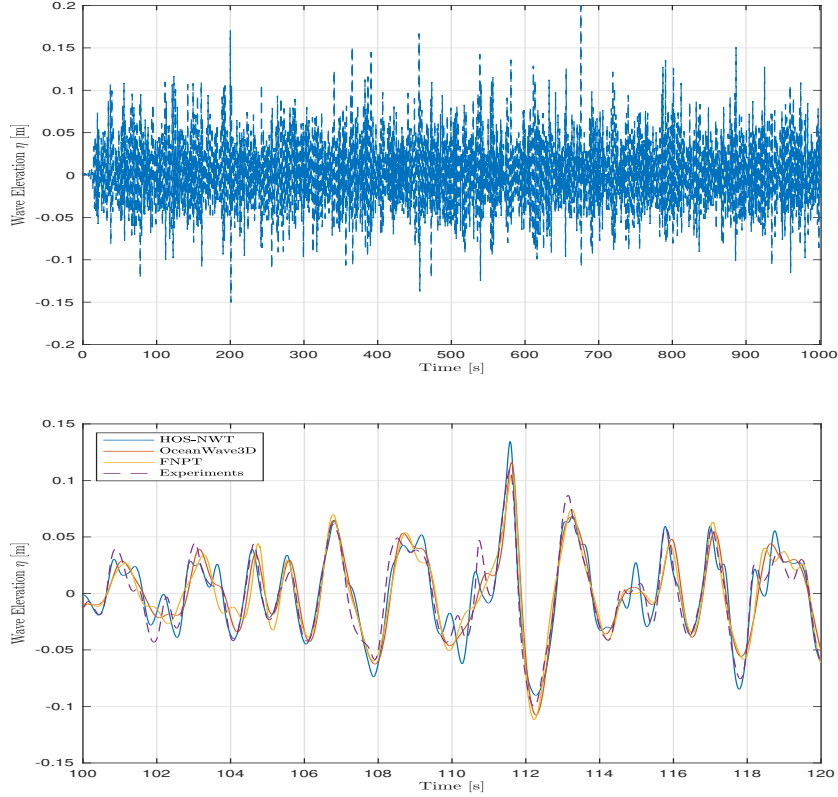 0.2
0.15
0.1
0.05
0
-0.05
-0.1
-0.15
-0.2
Wave Elevation η [m]
0 100 200 300 400 500 600 700 800 900 1000
Time [s]
0.15
0.1
0.05
0
-0.05
-0.1
-0.15
Wave Elevation η [m]
HOS-NWT
OceanWave3D
FNPT
Experiments
100 102 104 106 108 110 112 114 116 118 120
Time [s]